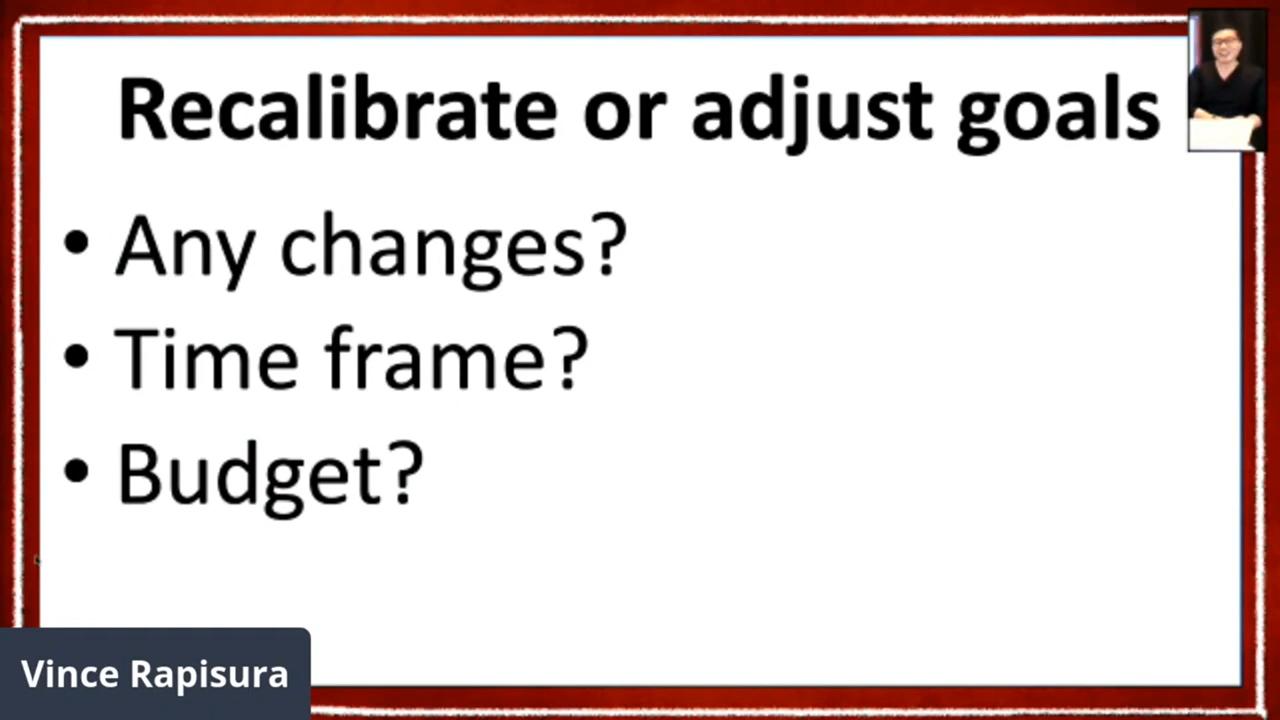 Recalibrate or adjust goals
• Any changes?
• Time frame?
• Budget?
Vince Rapisura